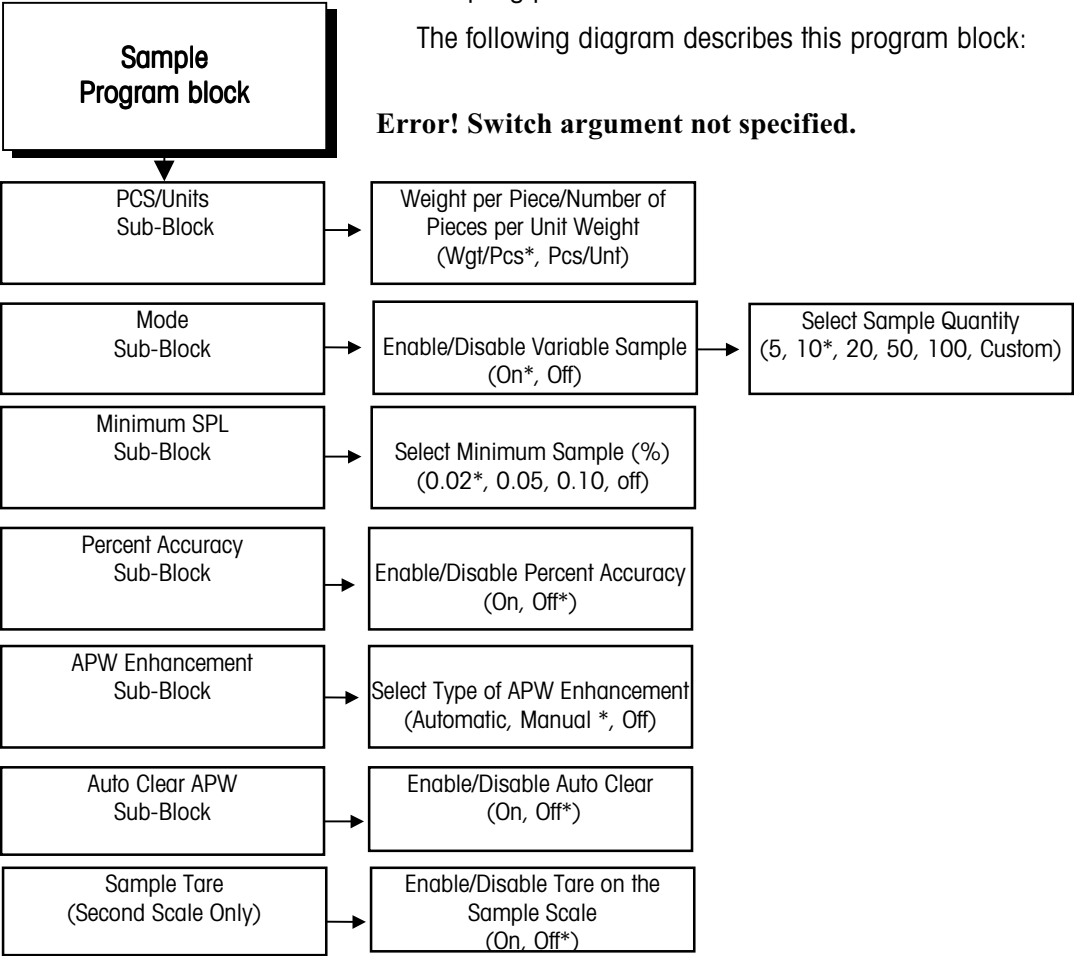 The following diagram describes this program block:
Sample
Program block
Error! Switch argument not specified.
PCS/Units
Sub-Block
Weight per Piece/Number of
Pieces per Unit Weight
(Wgt/Pcs*, Pcs/Unt)
Mode
Sub-Block
Enable/Disable Variable Sample
(On*, Off)
Select Sample Quantity
(5, 10*, 20, 50, 100, Custom)
Minimum SPL
Sub-Block
Select Minimum Sample (%)
(0.02*, 0.05, 0.10, off)
Percent Accuracy
Sub-Block
Enable/Disable Percent Accuracy
(On, Off*)
APW Enhancement
Sub-Block
Select Type of APW Enhancement
(Automatic, Manual *, Off)
Auto Clear APW
Sub-Block
Enable/Disable Auto Clear
(On, Off*)
Sample Tare
(Second Scale Only)
Enable/Disable Tare on the
Sample Scale
(On, Off*)